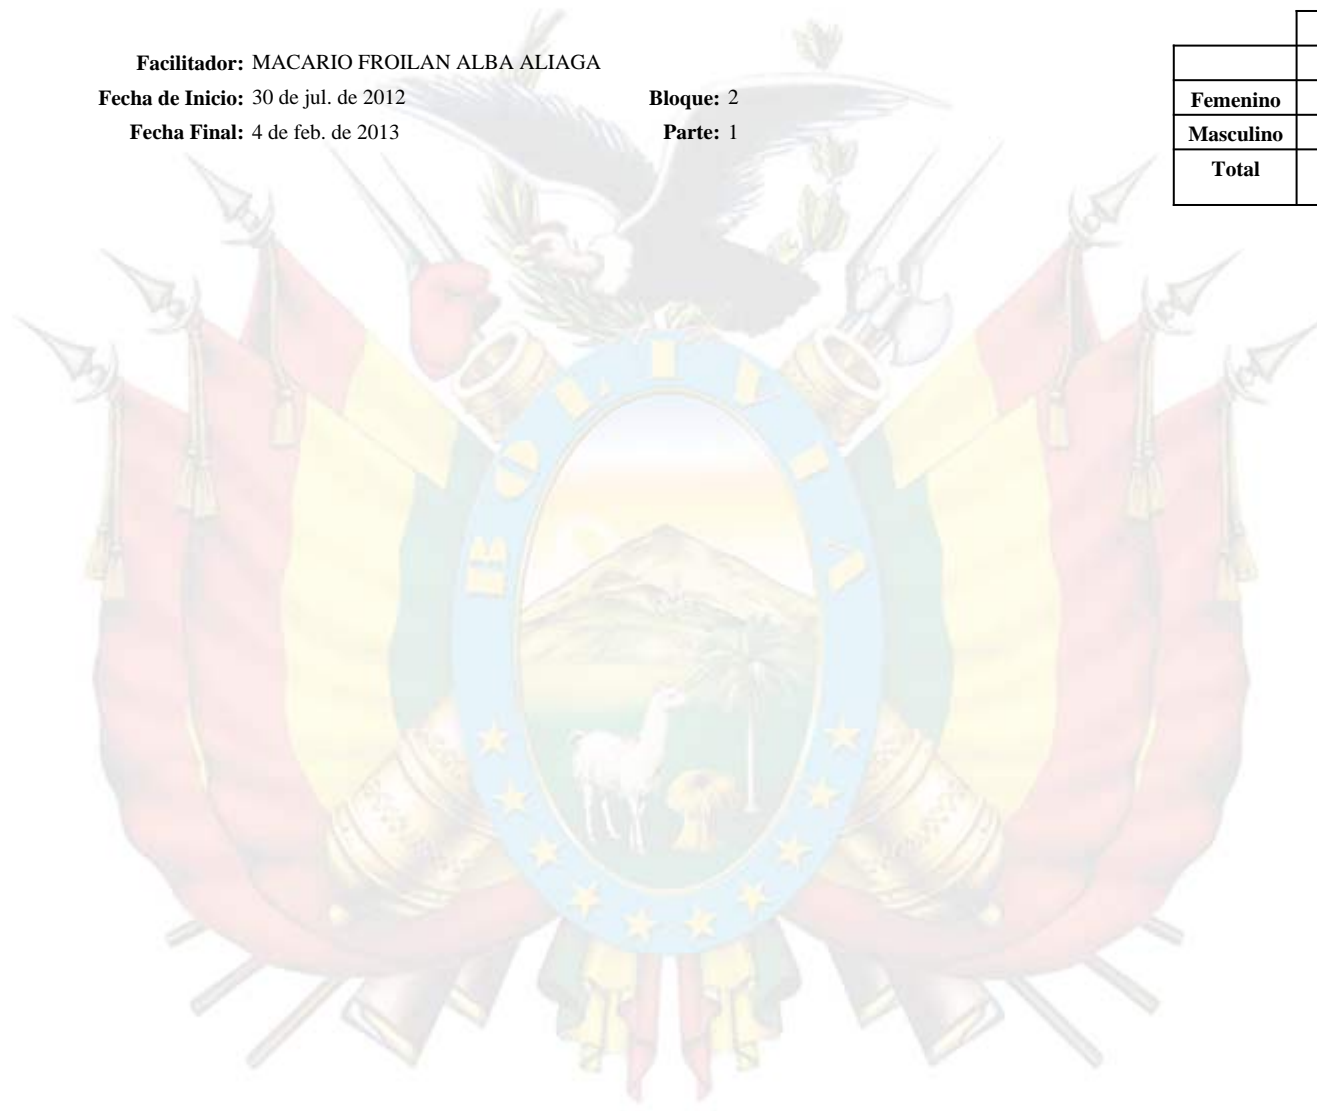 Facilitador: MACARIO FROILAN ALBA ALIAGA
Fecha de Inicio: 30 de jul. de 2012 Bloque: 2
Fecha Final: 4 de feb. de 2013 Parte: 1
Femenino
Masculino
Total
BOLIVIA